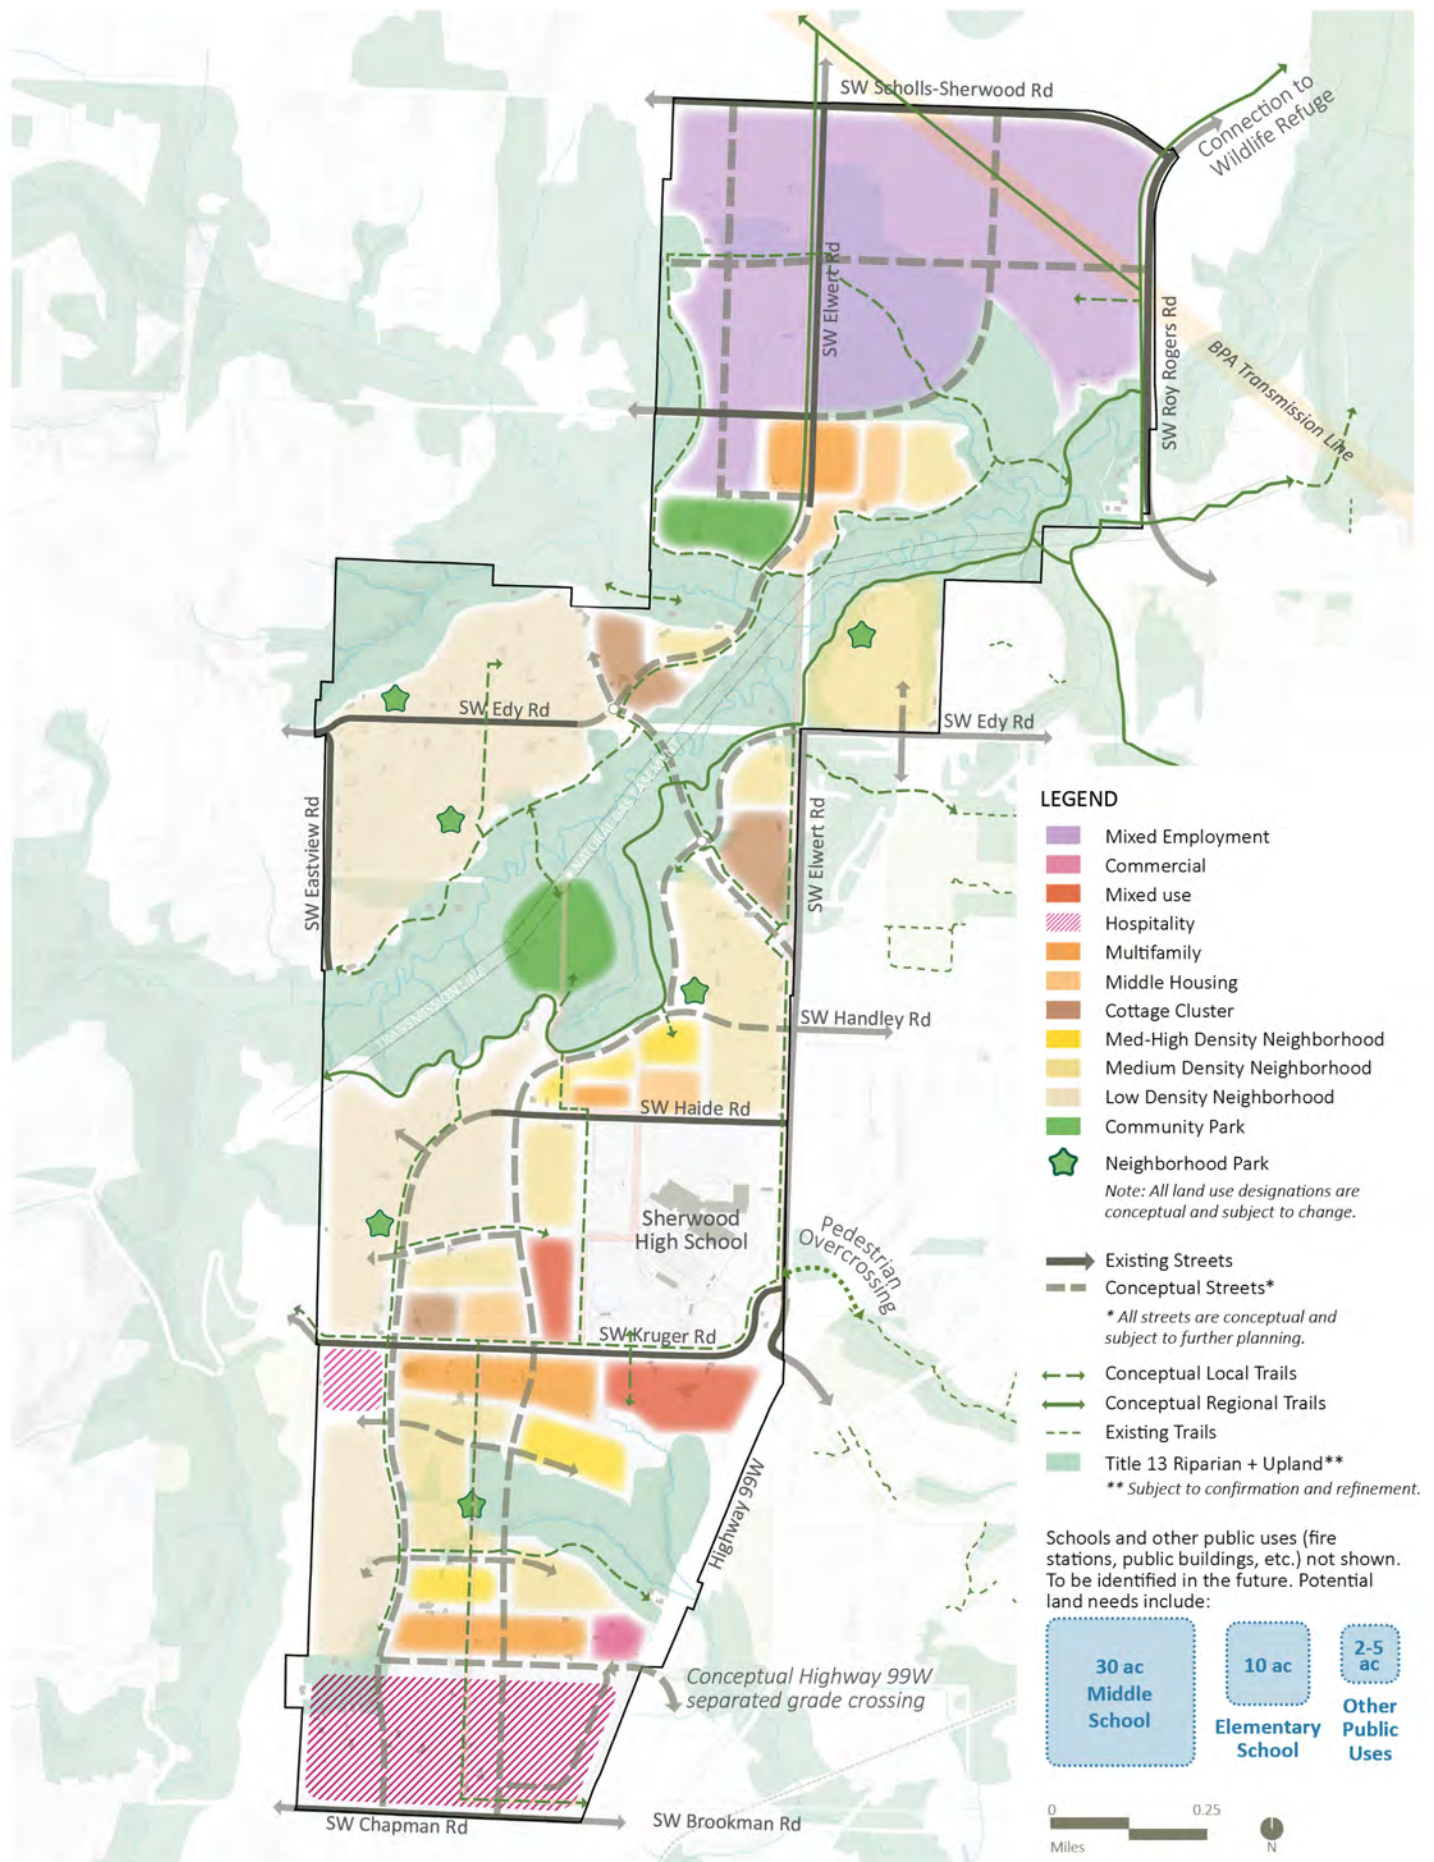 SW Scholls-Sherwood Rd
Connection to
Wildlife Refuge
SW Elwert Rd
SW Roy Rogers Rd
BPA Transmission Line
SW Edy Rd
SW Edy Rd
NATURAL GAS EASEMENT
SW Eastview Rd
SW Elwert Rd
TRANSMISSION LINE
SW Handley Rd
SW Haide Rd
Sherwood
High School
Pedestrian
Overcrossing
SW Kruger Rd
Highway 99W
Conceptual Highway 99W
separated grade crossing
SW Chapman Rd
SW Brookman Rd
LEGEND
Mixed Employment
Commercial
Mixed use
Hospitality
Multifamily
Middle Housing
Cottage Cluster
Med-High Density Neighborhood
Medium Density Neighborhood
Low Density Neighborhood
Community Park
Neighborhood Park
Note: All land use designations are
conceptual and subject to change.
Existing Streets
Conceptual Streets*
* All streets are conceptual and
subject to further planning.
Conceptual Local Trails
Conceptual Regional Trails
Existing Trails
Title 13 Riparian + Upland**
** Subject to confirmation and refinement.
Schools and other public uses (fire
stations, public buildings, etc.) not shown.
To be identified in the future. Potential
land needs include:
30 ac
Middle
School
10 ac
Elementary
School
2-5
ac
Other
Public
Uses
0 0.25
Miles
N